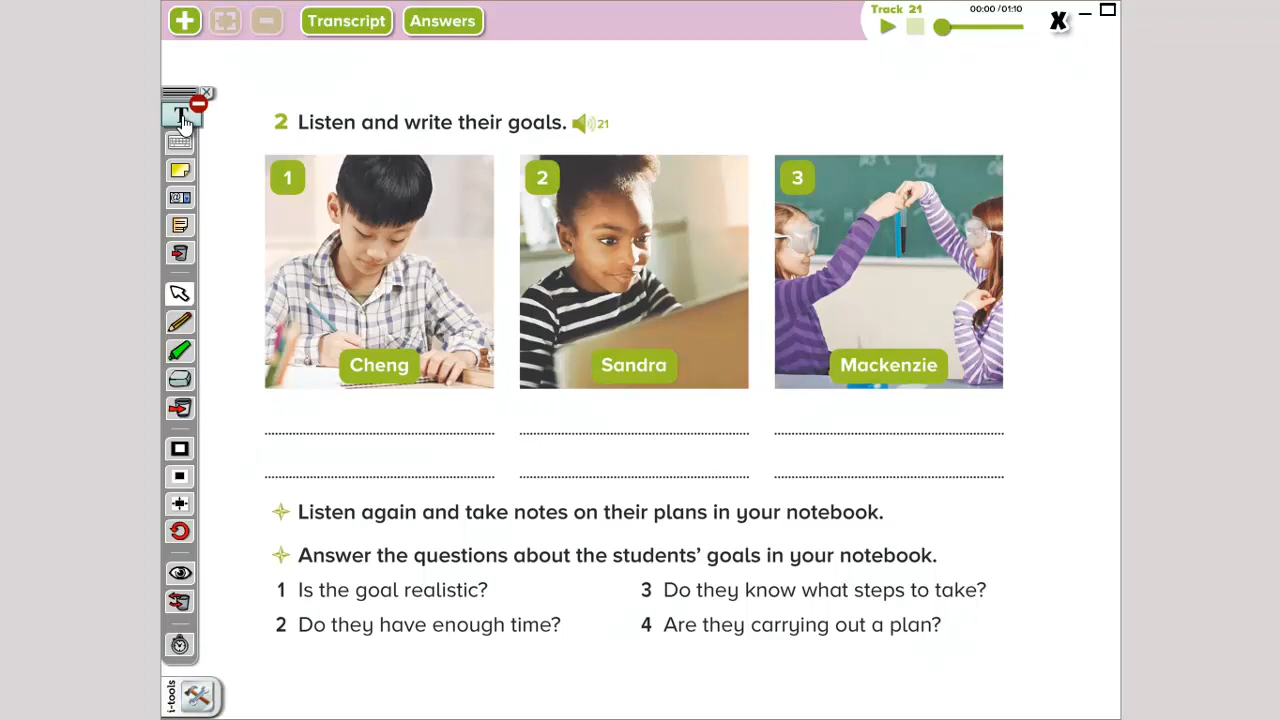 Transcript Answers
Track 21 00:00 / 01:10
X
T
2 Listen and write their goals. 21
1 2 3
Cheng Sandra Mackenzie
Listen again and take notes on their plans in your notebook.
Answer the questions about the students' goals in your notebook.
1 Is the goal realistic?
2 Do they have enough time?
3 Do they know what steps to take?
4 Are they carrying out a plan?
i-tools